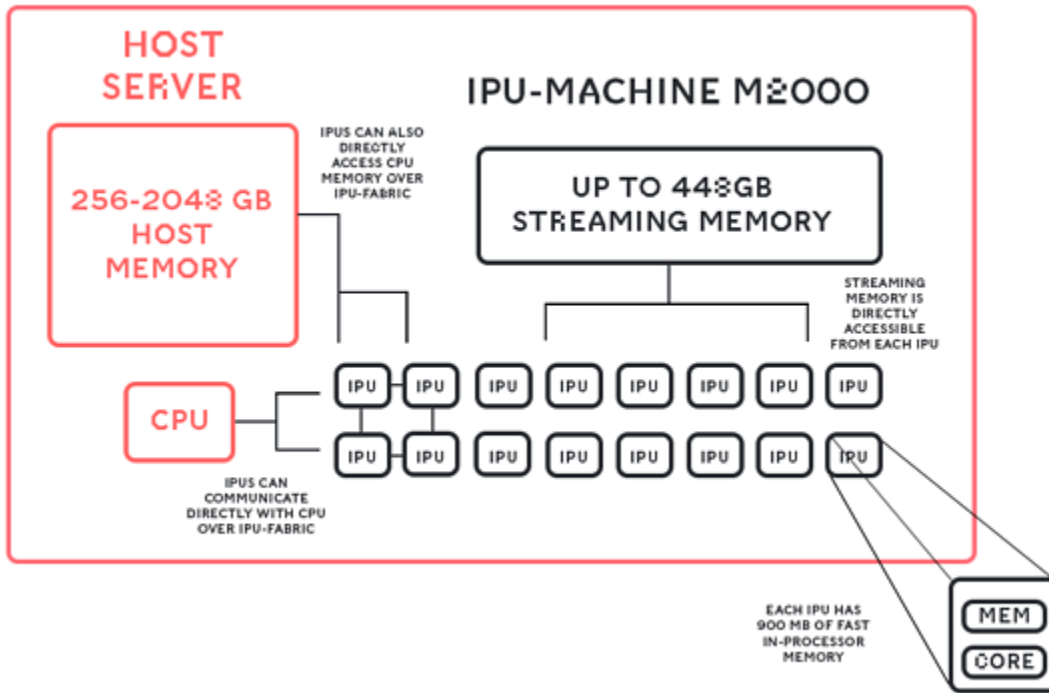 HOST
SERVER
IPU-MACHINE M2000
IPUS CAN ALSO
DIRECTLY
ACCESS CPU
MEMORY OVER
IPU-FABRIC
256-2048 GB
HOST
MEMORY
UP TO 448GB
STREAMING MEMORY
STREAMING
MEMORY IS
DIRECTLY
ACCESSIBLE
FROM EACH IPU
IPU IPU IPU IPU IPU IPU IPU IPU
CPU
IPU IPU IPU IPU IPU IPU IPU IPU
IPUS CAN
COMMUNICATE
DIRECTLY WITH CPU
OVER IPU-FABRIC
EACH IPU HAS
900 MB OF FAST
IN-PROCESSOR
MEMORY
MEM
CORE